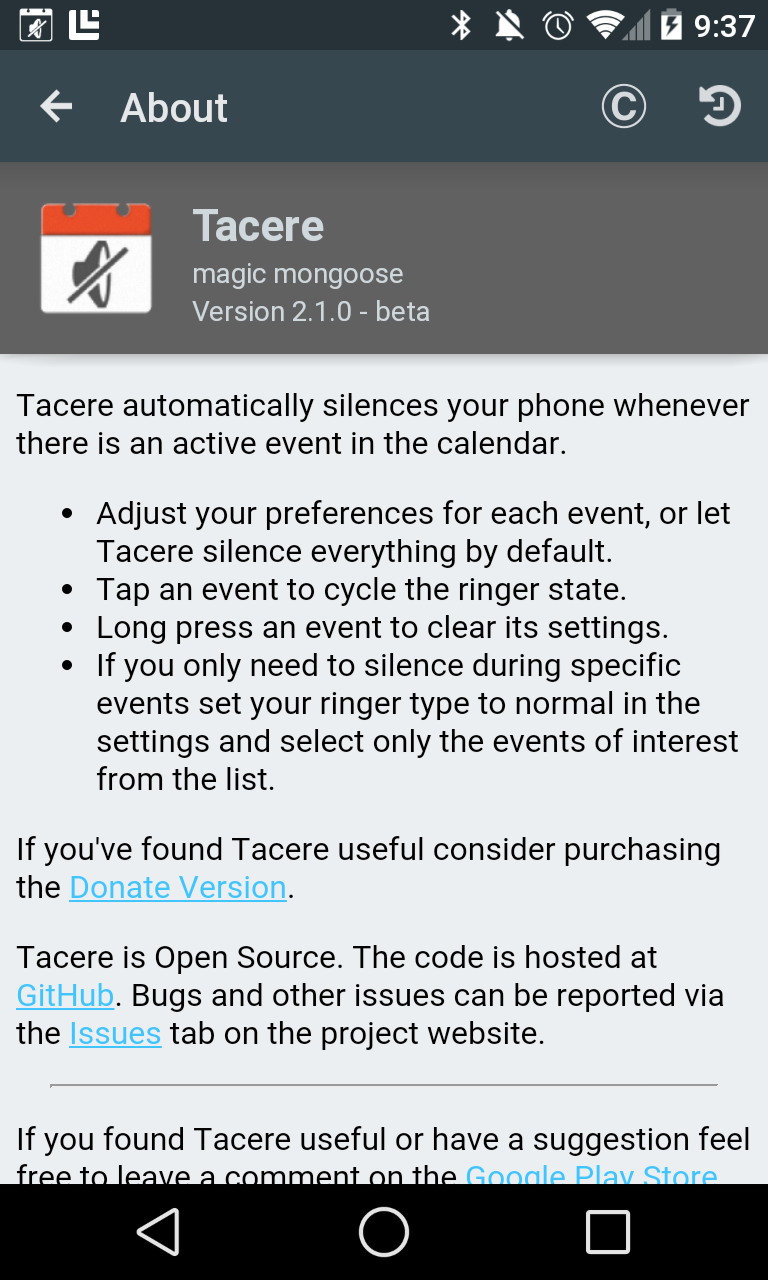 9:37
About
©
Tacere
magic mongoose
Version 2.1.0 - beta
Tacere automatically silences your phone whenever
there is an active event in the calendar.
• Adjust your preferences for each event, or let
Tacere silence everything by default.
• Tap an event to cycle the ringer state.
• Long press an event to clear its settings.
• If you only need to silence during specific
events set your ringer type to normal in the
settings and select only the events of interest
from the list.
If you've found Tacere useful consider purchasing
the Donate Version.
Tacere is Open Source. The code is hosted at
GitHub. Bugs and other issues can be reported via
the Issues tab on the project website.
If you found Tacere useful or have a suggestion feel
free to leave a comment on the Google Play Store